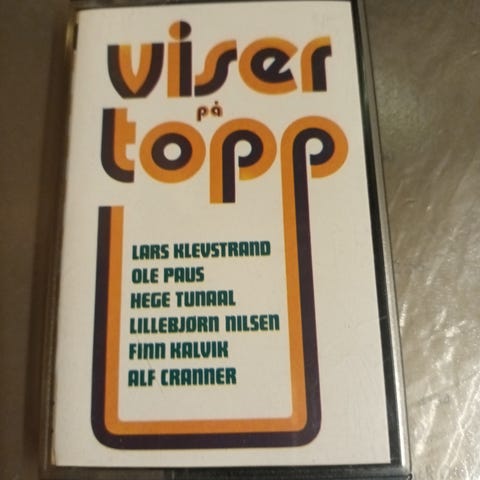 viser
på
topp
LARS KLEVSTRAND
OLE PAUS
HEGE TUNAAL
LILLEBJØRN NILSEN
FINN KALVIK
ALF CRANNER